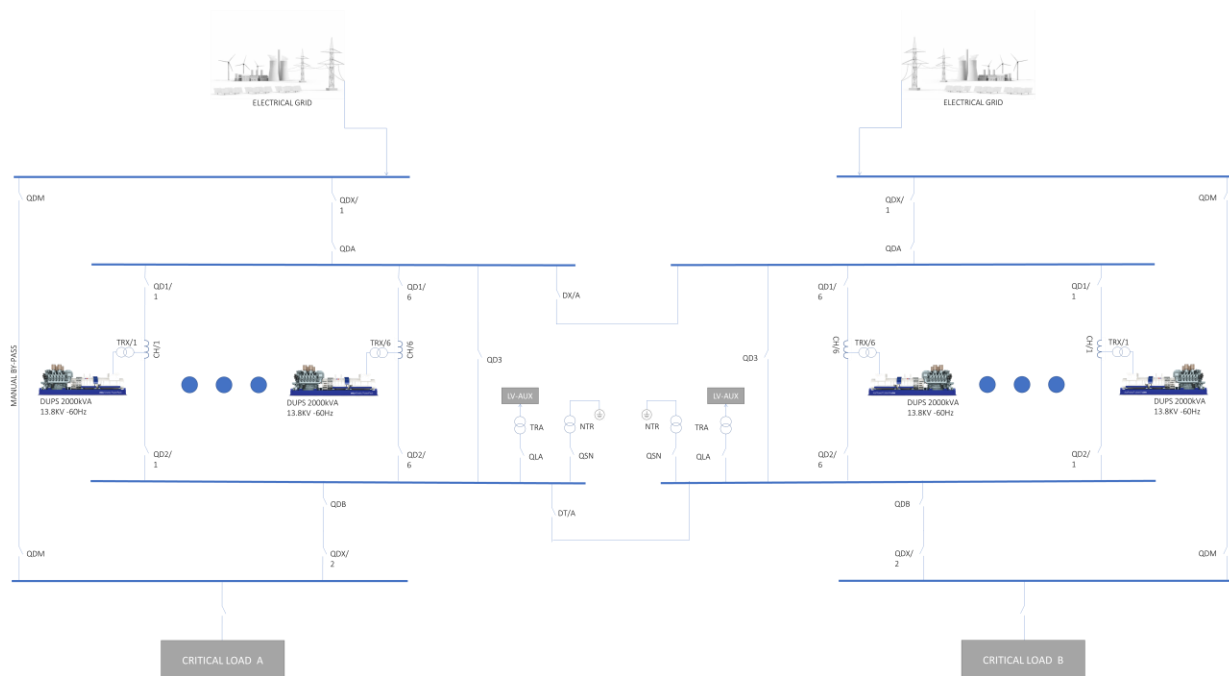 ELECTRICAL GRID
ELECTRICAL GRID
QDM
QDX/
1
QDX/
1
QDM
QDA
QDA
QD1/
1
QD1/
6
DX/A
QD1/
6
QD1/
1
MANUAL BY-PASS
TRX/1
CH/1
TRX/6
CH/6
QD3
QD3
CH/6
TRX/6
CH/1
TRX/1
DUPS 2000kVA
13.8KV -60Hz
DUPS 2000kVA
13.8KV -60Hz
LV-AUX
LV-AUX
DUPS 2000kVA
13.8KV -60Hz
DUPS 2000kVA
13.8KV -60Hz
TRA
NTR
NTR
TRA
QD2/
1
QD2/
6
QLA
QSN
QSN
QLA
QD2/
6
QD2/
1
QDB
DT/A
QDB
QDM
QDX/
2
QDX/
2
QDM
CRITICAL LOAD A
CRITICAL LOAD B